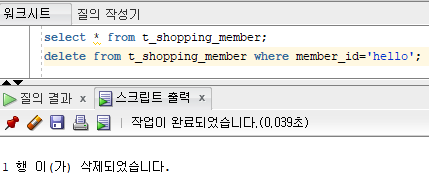 워크시트 질의 작성기
select * from t_shopping_member;
delete from t_shopping_member where member_id='hello';
질의 결과 x 스크립트 출력 x
작업이 완료되었습니다.(0,039초)
1 행 이(가) 삭제되었습니다.